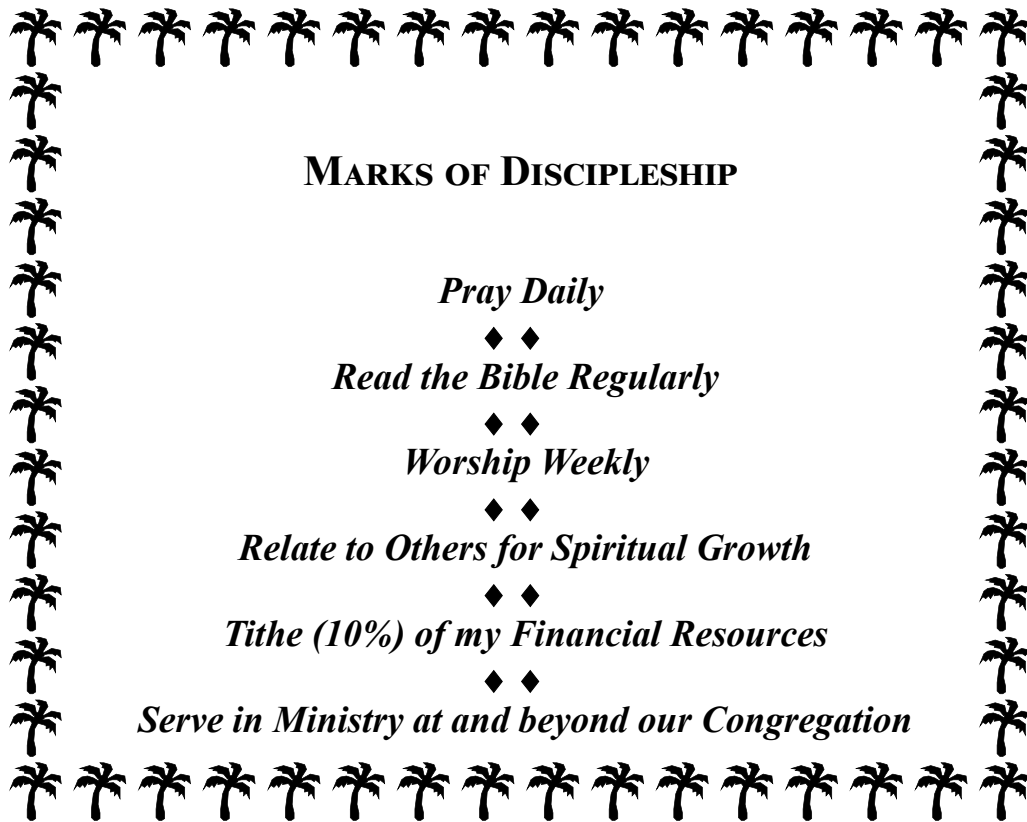 Marks of Discipleship
Pray Daily
Read the Bible Regularly
Worship Weekly
Relate to Others for Spiritual Growth
Tithe (10%) of my Financial Resources
Serve in Ministry at and beyond our Congregation